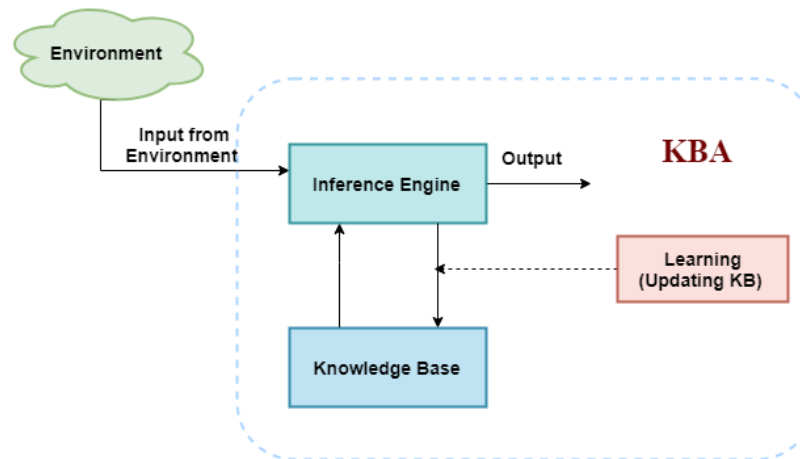 Environment
Input from
Environment
Inference Engine
Output
KBA
Learning
(Updating KB)
Knowledge Base